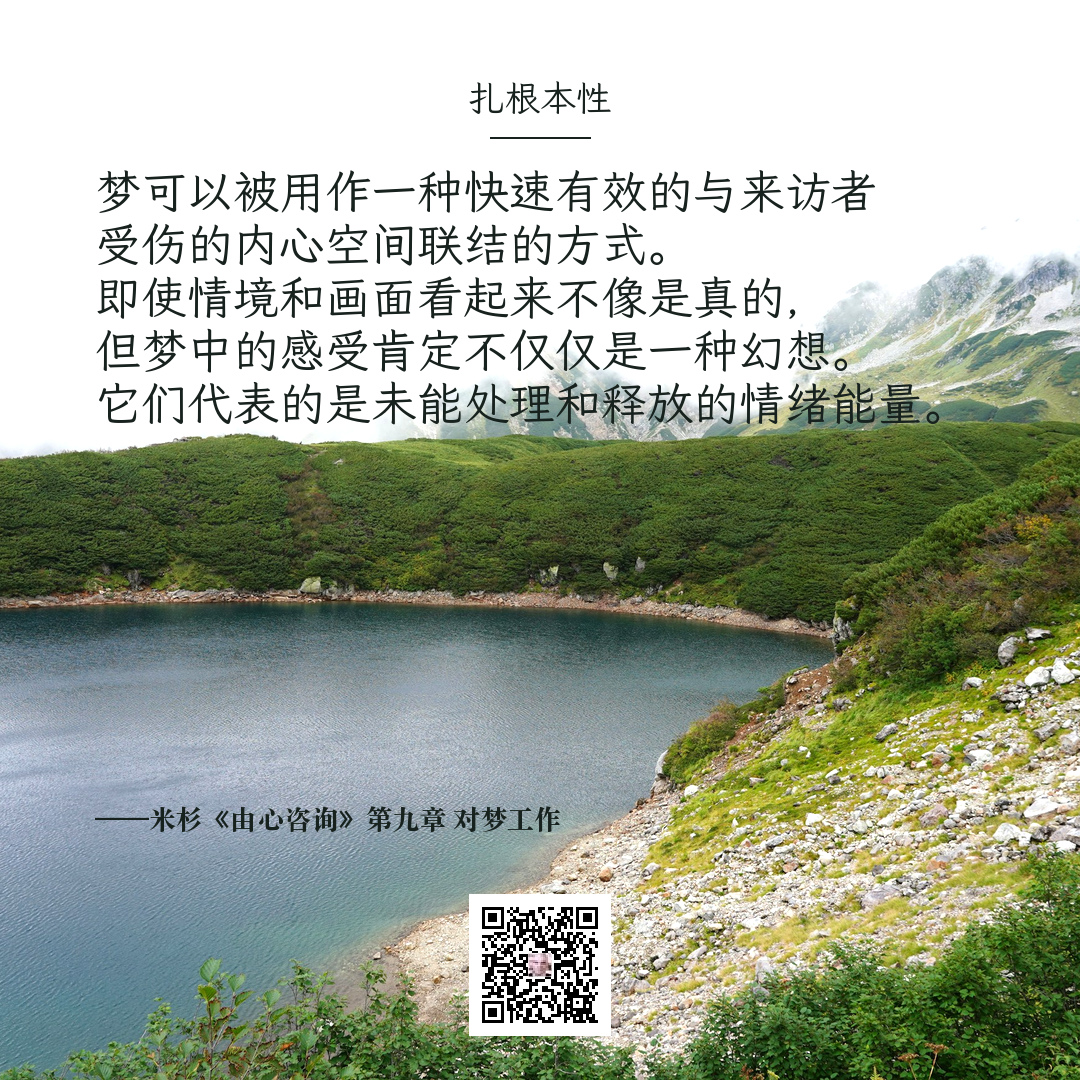 扎根本性
梦可以被用作一种快速有效的与来访者
受伤的内心空间联结的方式。
即使情境和画面看起来不像是真的,
但梦中的感受肯定不仅仅是一种幻想。
它们代表的是未能处理和释放的情绪能量。
——米杉《由心咨询》第九章 对梦工作